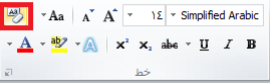 Aa A A ١٤ Simplified Arabic
A ab A x² x₂ abc U I B
خط